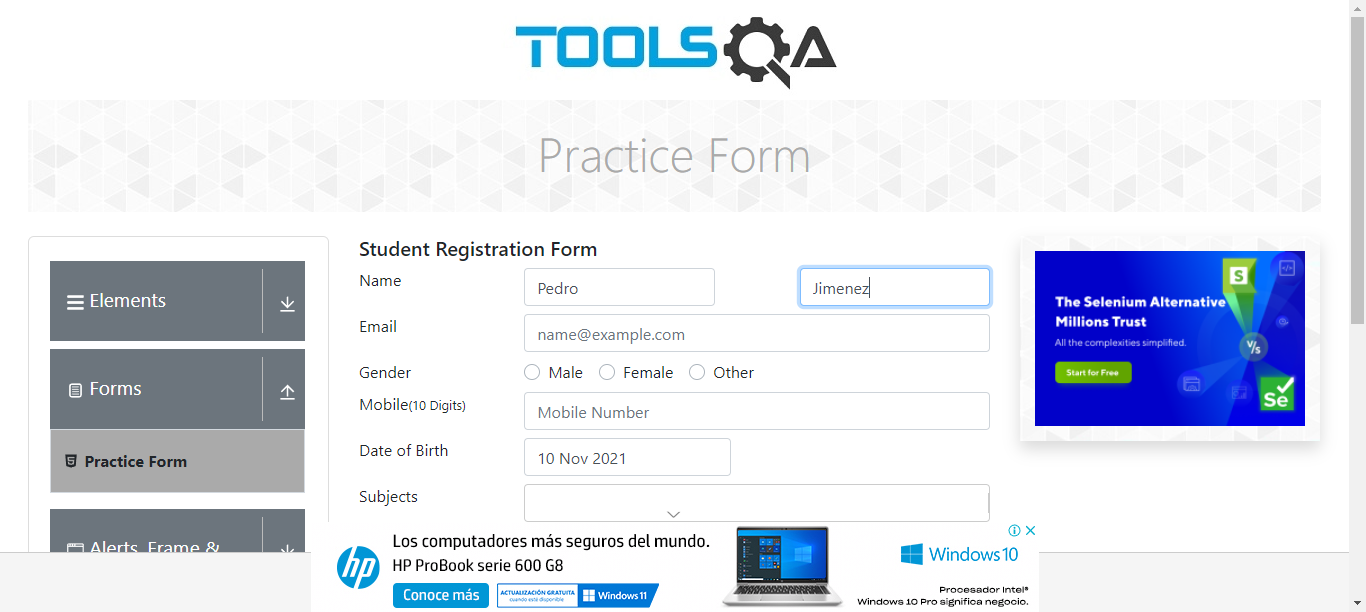 TOOLSQA
Practice Form
Elements
Forms
Practice Form
Alerts, Frame &
Student Registration Form
Name
Pedro
Jimenez
Email
name@example.com
Gender
Male
Female
Other
Mobile(10 Digits)
Mobile Number
Date of Birth
10 Nov 2021
Subjects
S
The Selenium Alternative
Millions Trust
All the complexities simplified.
Start for Free
V/s
Se
hp
Los computadores más seguros del mundo.
HP ProBook serie 600 G8
Conoce más
ACTUALIZACIÓN GRATUITA
cuando esté disponible
Windows 11
Windows 10
Procesador Intel®
Windows 10 Pro significa negocio.